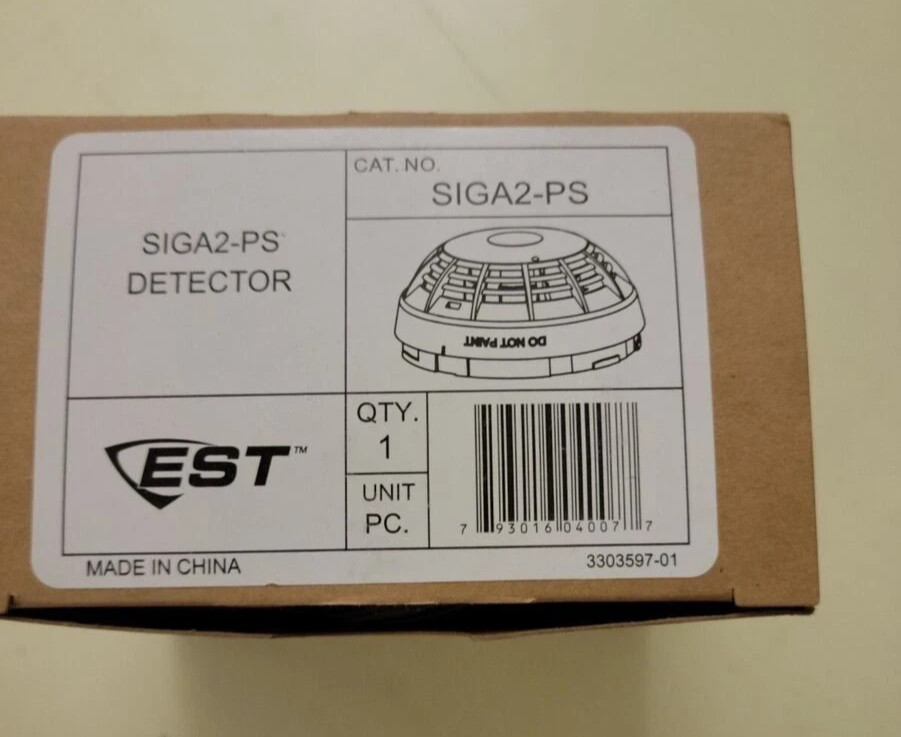 SIGA2-PS
DETECTOR
CAT. NO.
SIGA2-PS
DO NOT PAINT
EST™
QTY.
1
UNIT
PC.
7 93016 04007 7
MADE IN CHINA
3303597-01